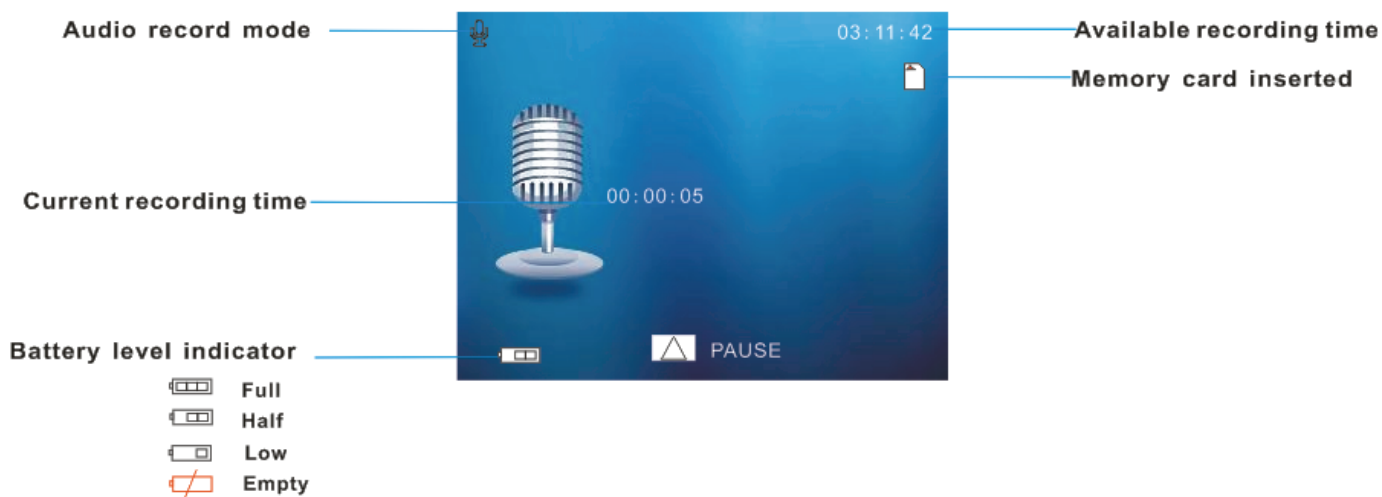 Audio record mode
03:11:42
Available recording time
Memory card inserted
Current recording time
00:00:05
Battery level indicator
PAUSE
Full
Half
Low
Empty